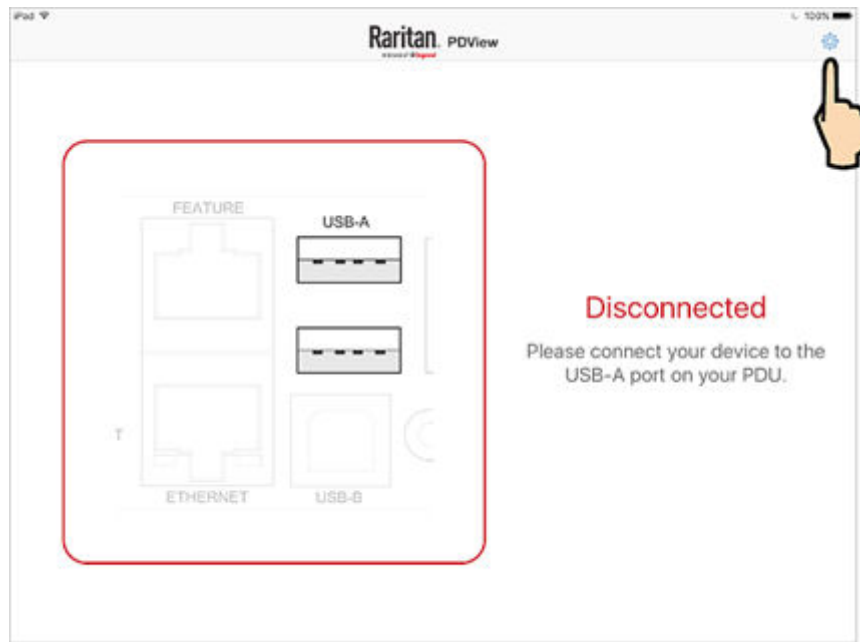 iPad
100%
Raritan. PDView
FEATURE
USB-A
Disconnected
Please connect your device to the
USB-A port on your PDU.
T
ETHERNET
USB-B